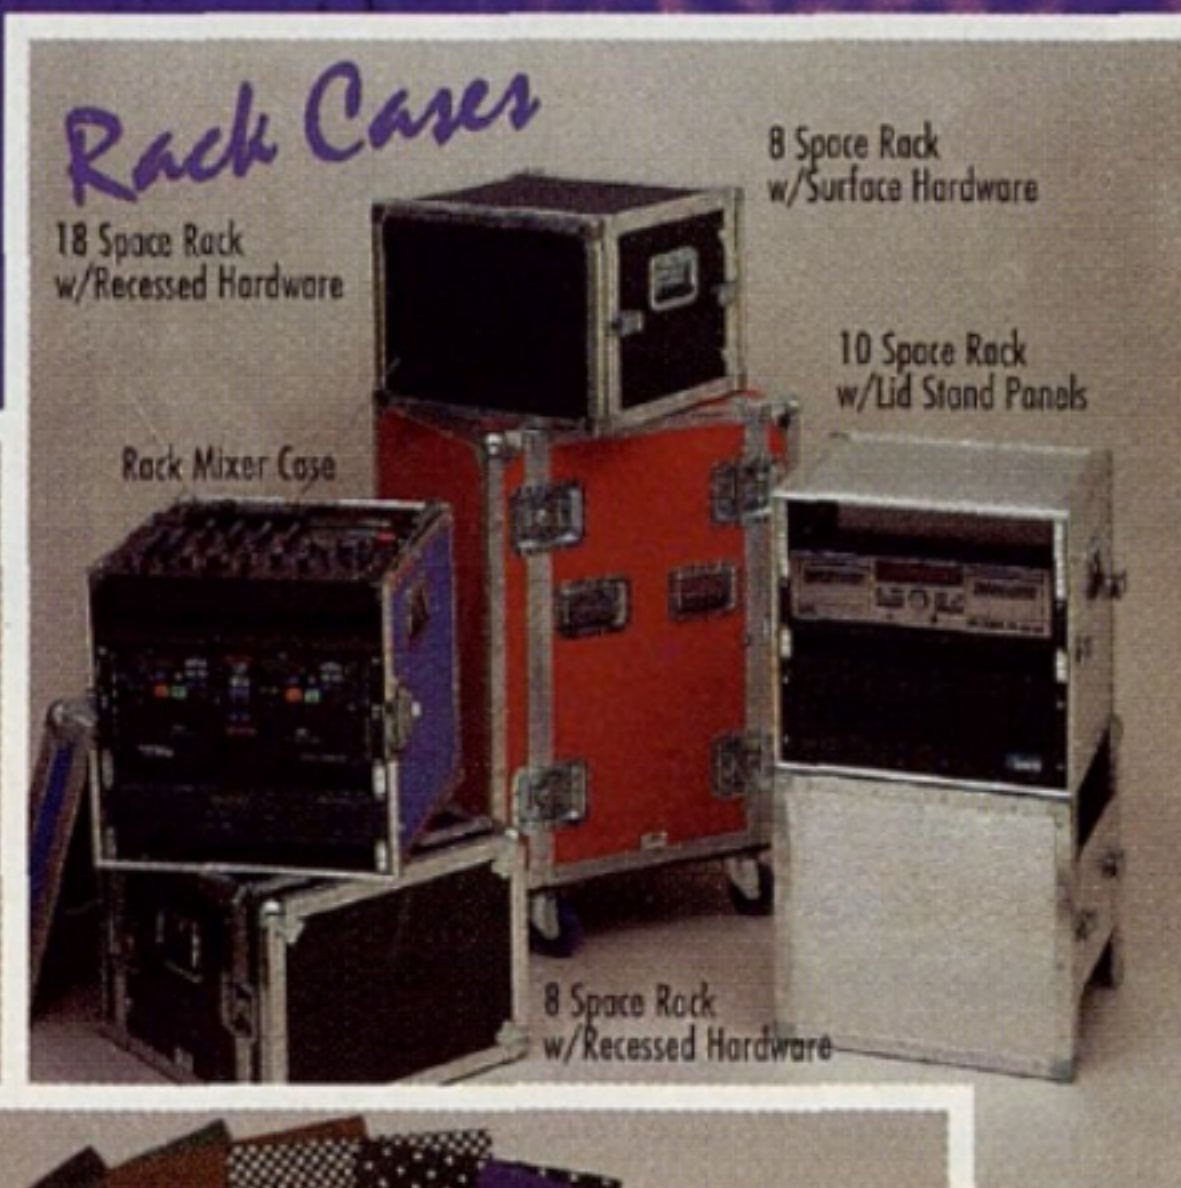 Rack Cases
8 Space Rack
w/Surface Hardware
18 Space Rack
w/Recessed Hardware
10 Space Rack
w/Lid Stand Panels
Rack Mixer Case
8 Space Rack
w/Recessed Hardware